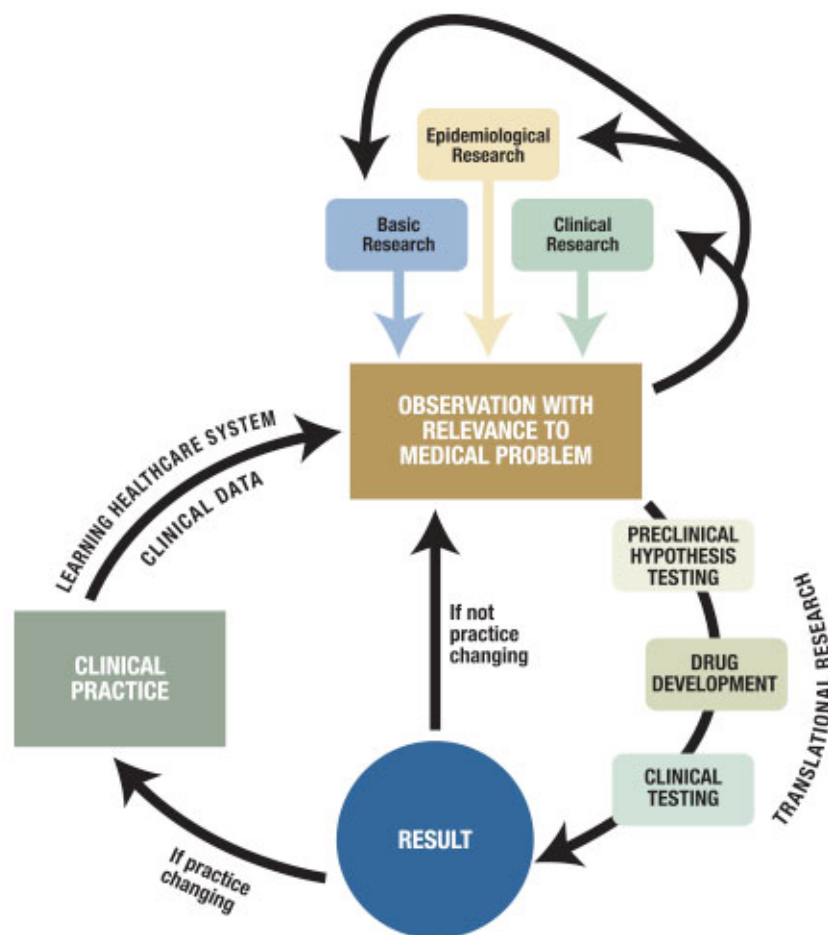 Epidemiological
Research
Basic
Research
Clinical
Research
OBSERVATION WITH
RELEVANCE TO
MEDICAL PROBLEM
LEARNING HEALTHCARE SYSTEM
CLINICAL DATA
PRECLINICAL
HYPOTHESIS
TESTING
If not
practice
changing
CLINICAL
PRACTICE
DRUG
DEVELOPMENT
TRANSLATIONAL RESEARCH
CLINICAL
TESTING
RESULT
If practice
changing